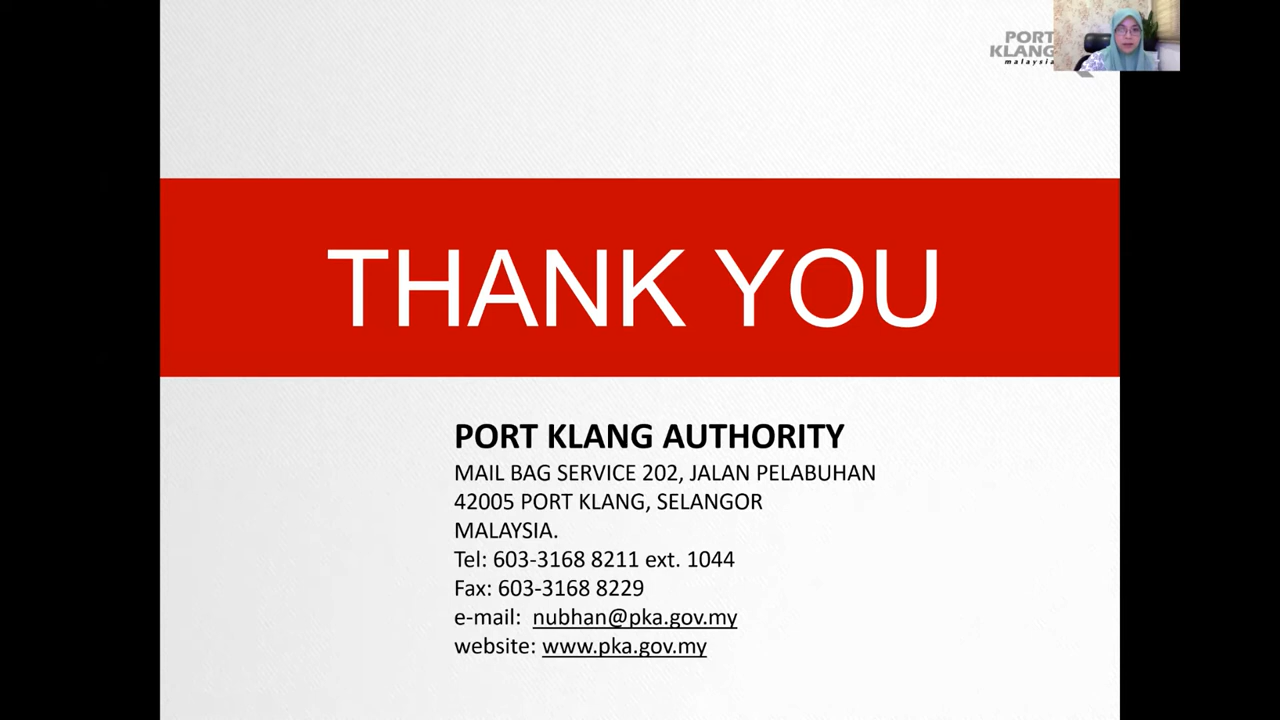 PORT
KLANG
malaysia
THANK YOU
PORT KLANG AUTHORITY
MAIL BAG SERVICE 202, JALAN PELABUHAN
42005 PORT KLANG, SELANGOR
MALAYSIA.
Tel: 603-3168 8211 ext. 1044
Fax: 603-3168 8229
e-mail: nubhan@pka.gov.my
website: www.pka.gov.my